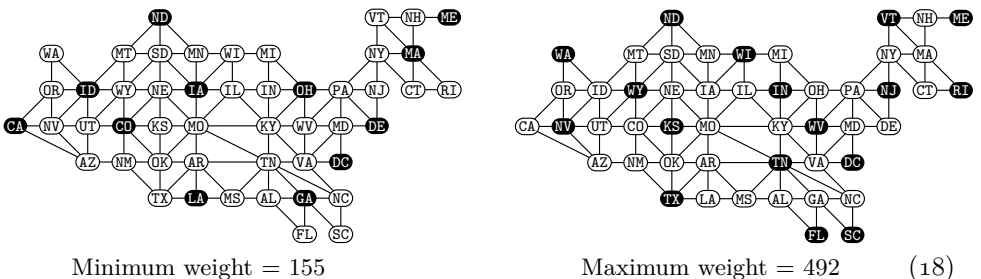 ND VT NH ME ND VT NH ME
WA MT SD MN WI MI NY MA WA MT SD MN WI MI NY MA
OR ID WY NE IA IL IN OH PA NJ CT RI OR ID WY NE IA IL IN OH PA NJ CT RI
CA NV UT CO KS MO KY WV MD DE CA NV UT CO KS MO KY WV MD DE
AZ NM OK AR TN VA DC AZ NM OK AR TN VA DC
TX LA MS AL GA NC TX LA MS AL GA NC
FL SC FL SC
Minimum weight = 155 Maximum weight = 492 (18)